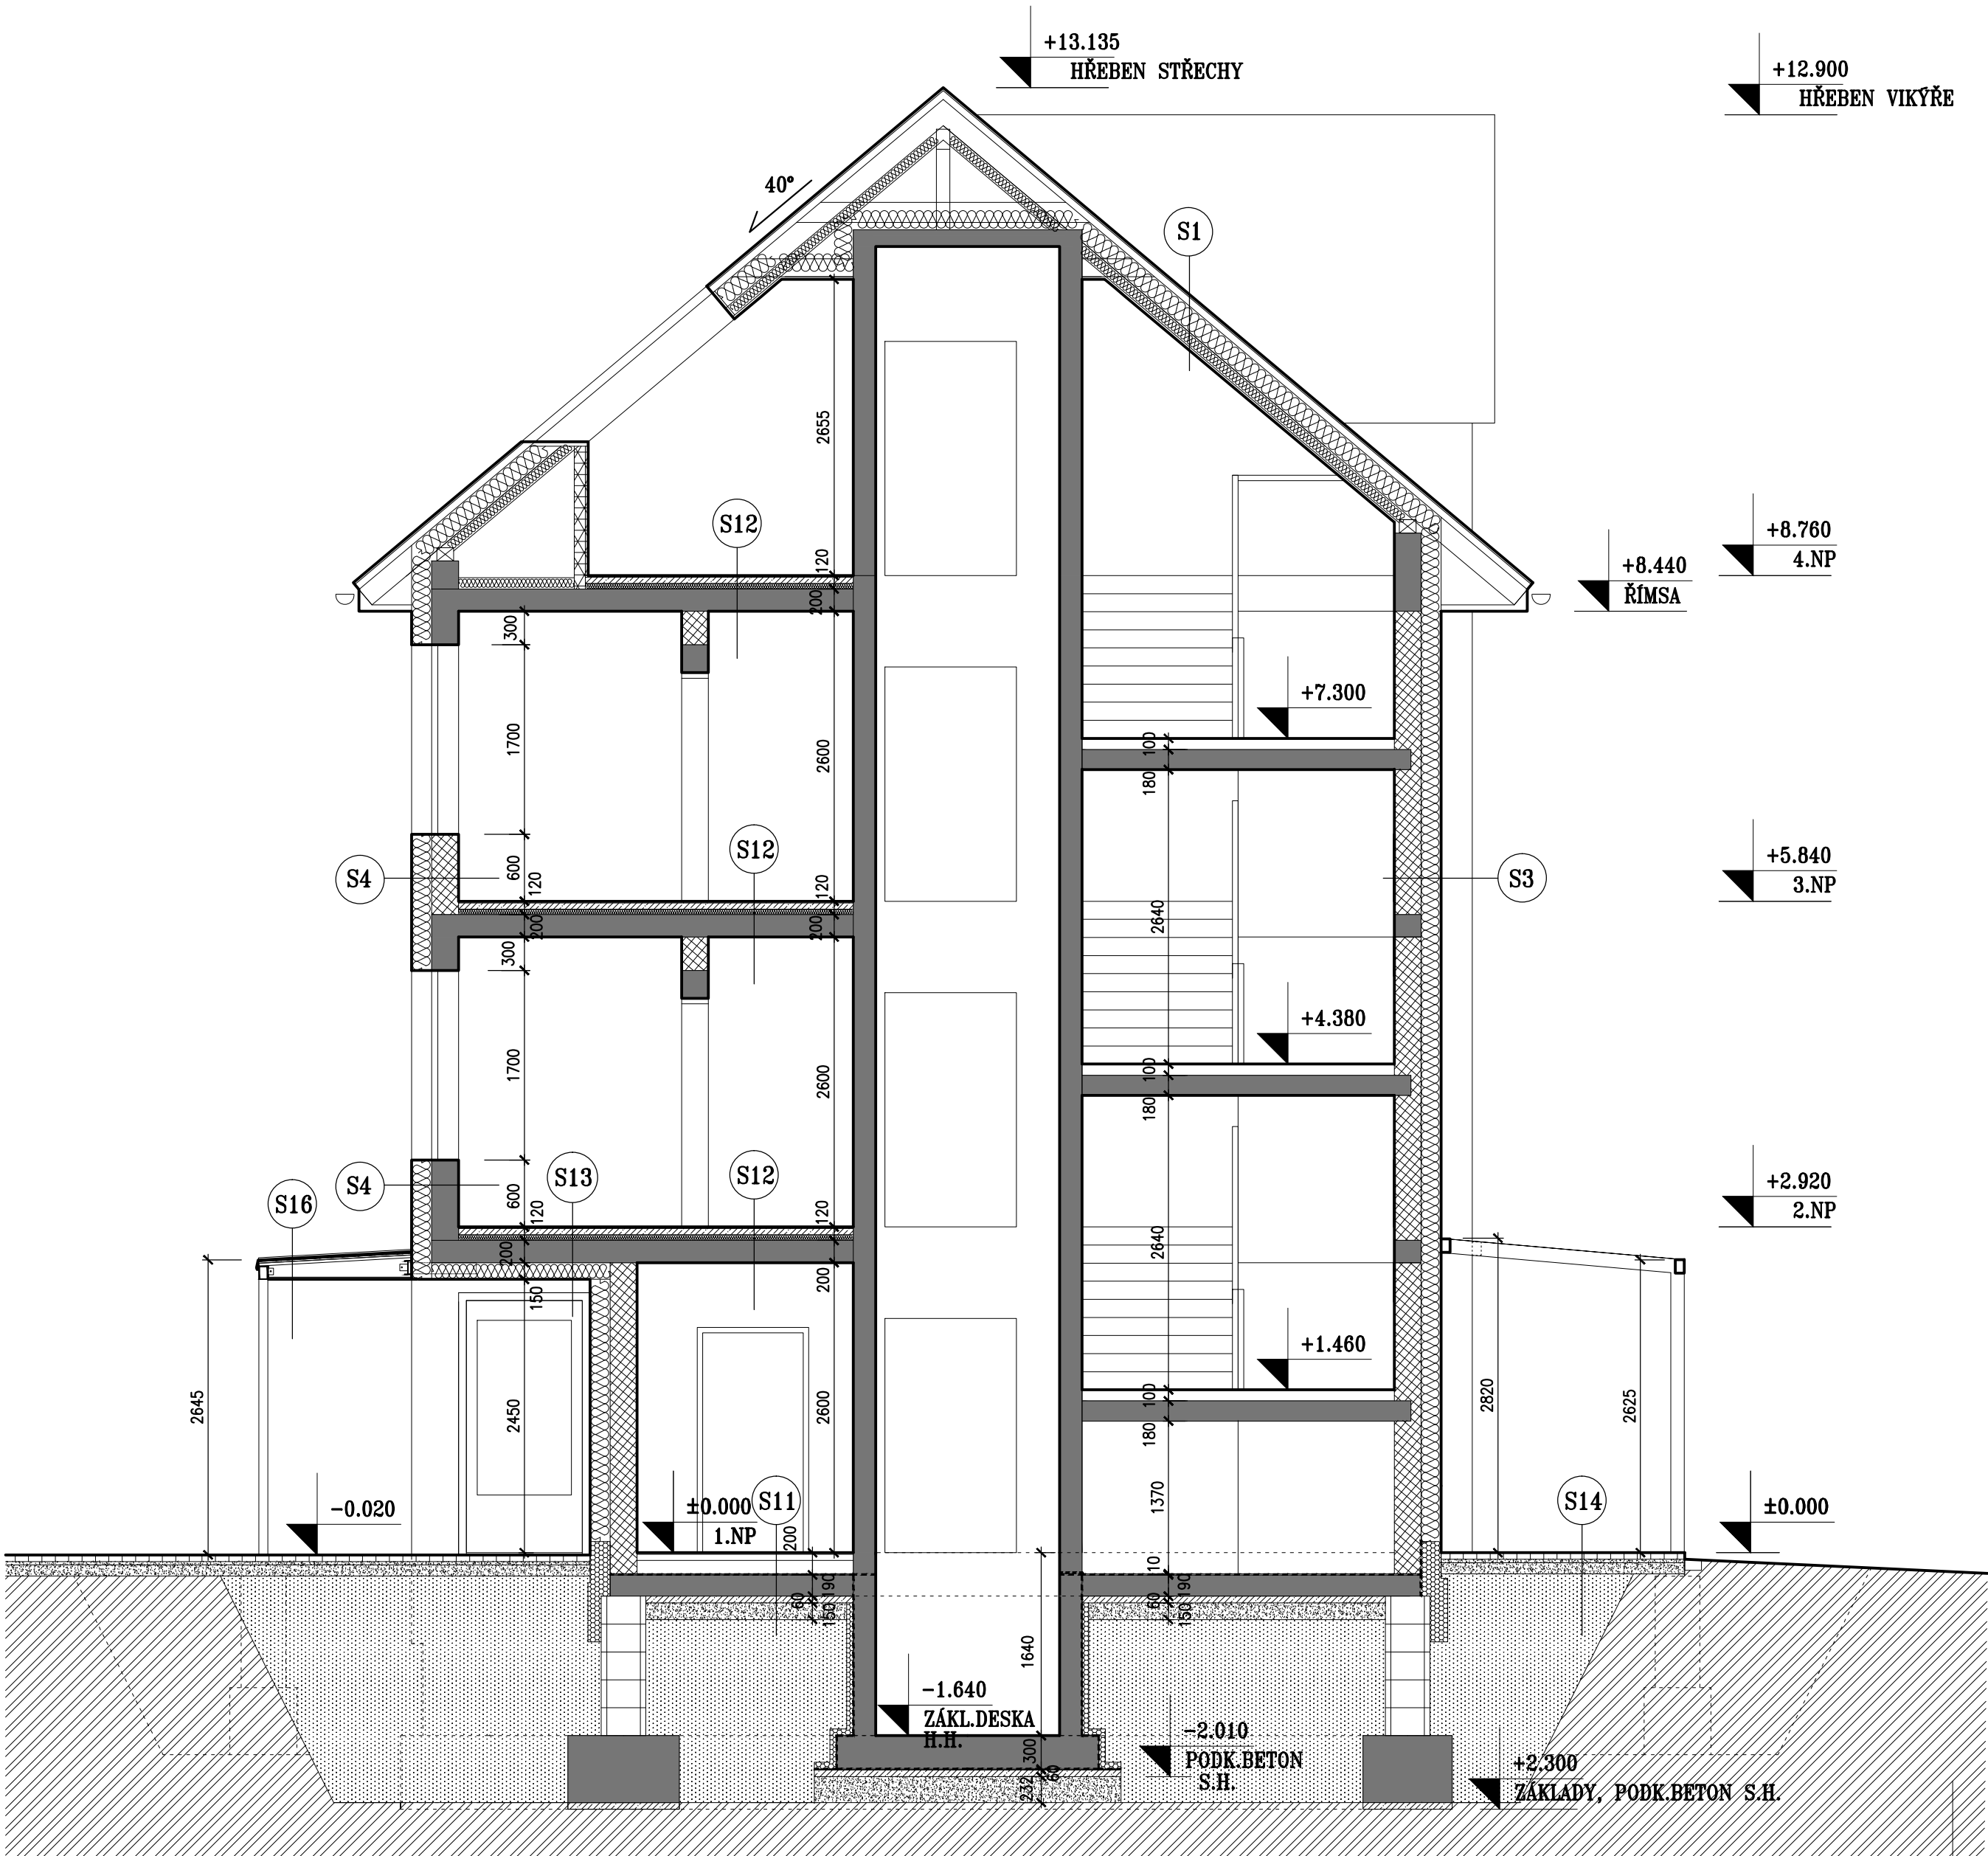 +13.135
HŘEBEN STŘECHY
+12.900
HŘEBEN VIKÝŘE
40°
S1
2655
S12
120
200
+8.760
4.NP
+8.440
ŘÍMSA
300
1700
2600
+7.300
100
180
S12
S4
600
120
120
200
200
S3
+5.840
3.NP
2640
300
1700
2600
+4.380
100
180
S16
S4
S13
S12
600
120
120
200
200
150
2640
+2.920
2.NP
+1.460
2645
2450
2600
100
180
1370
2820
2625
-0.020
±0.000
1.NP
S11
200
S14
±0.000
10
60
190
150
60
190
150
1640
-1.640
ZÁKL.DESKA
H.H.
300
60
232
-2.010
PODK.BETON
S.H.
+2.300
ZÁKLADY, PODK.BETON S.H.